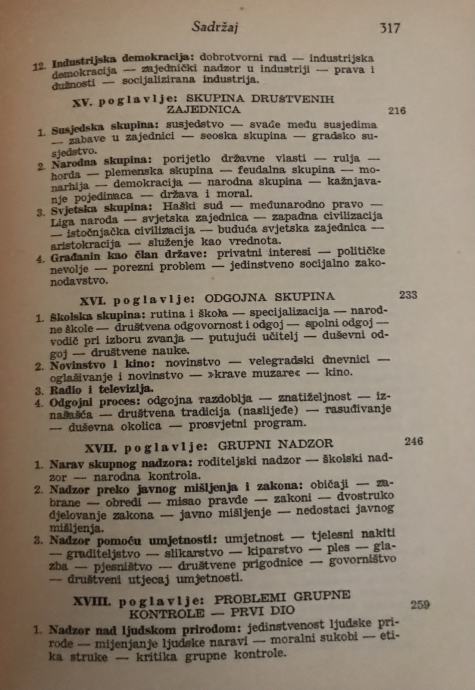 Sadržaj 317
12. Industrijska demokracija: dobrotvorni rad — industrijska
demokracija — zajednički nadzor u industriji — prava i
dužnosti — socijalizirana industrija.
XV. poglavlje: SKUPINA DRUŠTVENIH
ZAJEDNICA 216
1. Susjedska skupina: susjedstvo — svađe među susjedima
— zabave u zajednici — seoska skupina — gradsko su-
sjedstvo.
2. Narodna skupina: porijetlo državne vlasti — rulja —
horda — plemenska skupina — feudalna skupina — mo-
narhija — demokracija — narodna skupina — kažnjava-
nje pojedinaca — država i moral.
3. Svjetska skupina: Haški sud — međunarodno pravo —
Liga naroda — svjetska zajednica — zapadna civilizacija
— istočnjačka civilizacija — buduća svjetska zajednica —
aristokracija — služenje kao vrednota.
4. Građanin kao član države: privatni interesi — političke
nevolje — porezni problem — jedinstveno socijalno zako-
nodavstvo.
XVI. poglavlje: ODGOJNA SKUPINA 233
1. Školska skupina: rutina i škola — specijalizacija — narod-
ne škole — društvena odgovornost i odgoj — spolni odgoj —
vodič pri izboru zvanja — putujući učitelj — duševni od-
goj — društvene nauke.
2. Novinstvo i kino: novinstvo — velegradski dnevnici —
oglašivanje i novinstvo — »krave muzare« — kino.
3. Radio i televizija.
4. Odgojni proces: odgojna razdoblja — znatiželjnost — iz-
našašća — društvena tradicija (naslijeđe) — rasuđivanje
— duševna okolica — prosvjetni program.
XVII. poglavlje: GRUPNI NADZOR 246
1. Narav skupnog nadzora: roditeljski nadzor — školski nad-
zor — narodna kontrola.
2. Nadzor preko javnog mišljenja i zakona: običaji — za-
brane — obredi — misao pravde — zakoni — dvostruko
djelovanje zakona — javno mišljenje — nedostaci javnog
mišljenja.
3. Nadzor pomoću umjetnosti: umjetnost — tjelesni nakiti
— graditeljstvo — slikarstvo — kiparstvo — ples — gla-
zba — pjesništvo — društvene prigodnice — govorništvo
— društveni utjecaj umjetnosti.
XVIII. poglavlje: PROBLEMI GRUPNE
KONTROLE — PRVI DIO 259
1. Nadzor nad ljudskom prirodom: jedinstvenost ljudske pri-
rode — mijenjanje ljudske naravi — moralni sukobi — eti-
ka struke — kritika grupne kontrole.